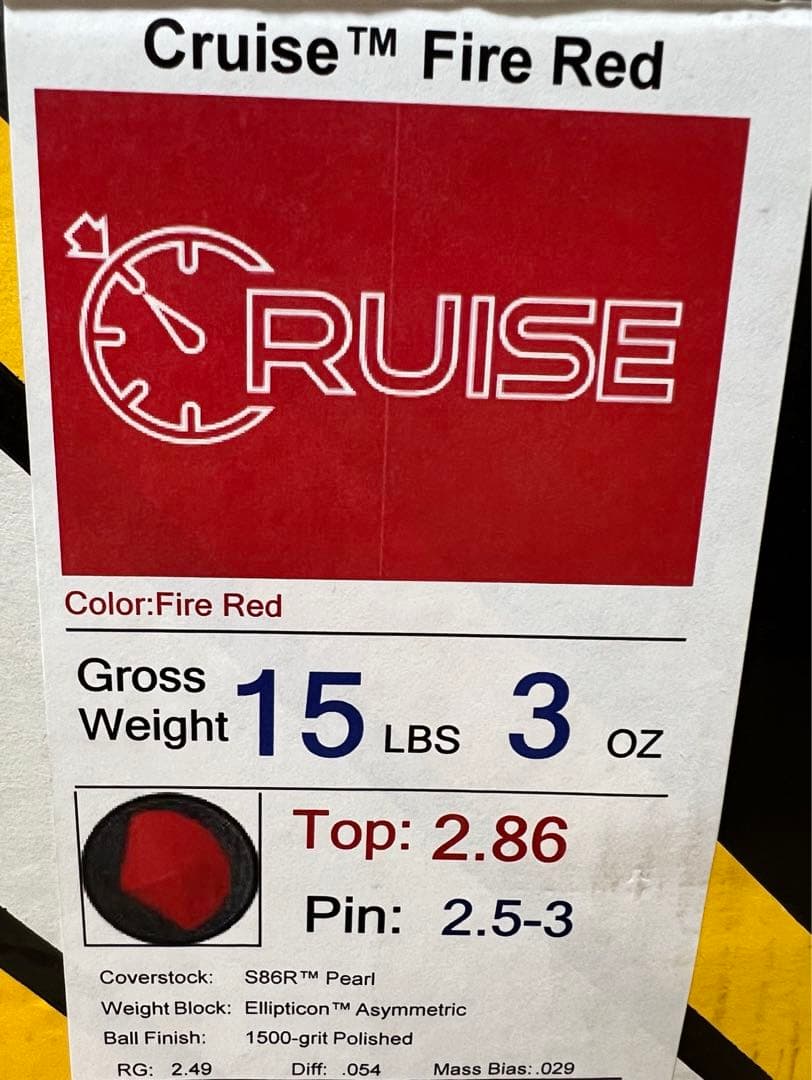 Cruise™ Fire Red
CRUISE
Color:Fire Red
Gross
Weight 15 LBS 3 OZ
Top: 2.86
Pin: 2.5-3
Coverstock: S86R™ Pearl
Weight Block: Ellipticon™ Asymmetric
Ball Finish: 1500-grit Polished
RG: 2.49 Diff: .054 Mass Bias:.029